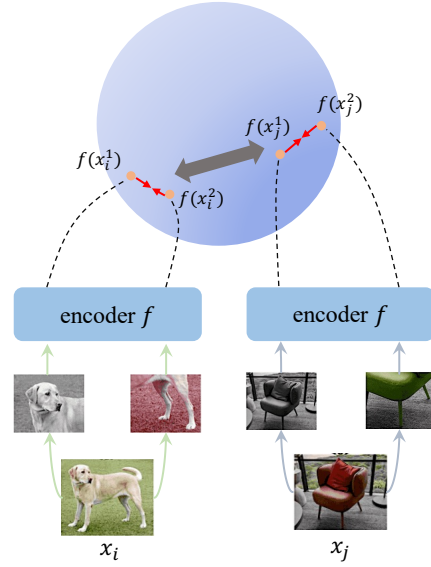 f(x_j^2)
f(x_j^1)
f(x_i^1)
f(x_i^2)
encoder f
encoder f
x_i
x_j